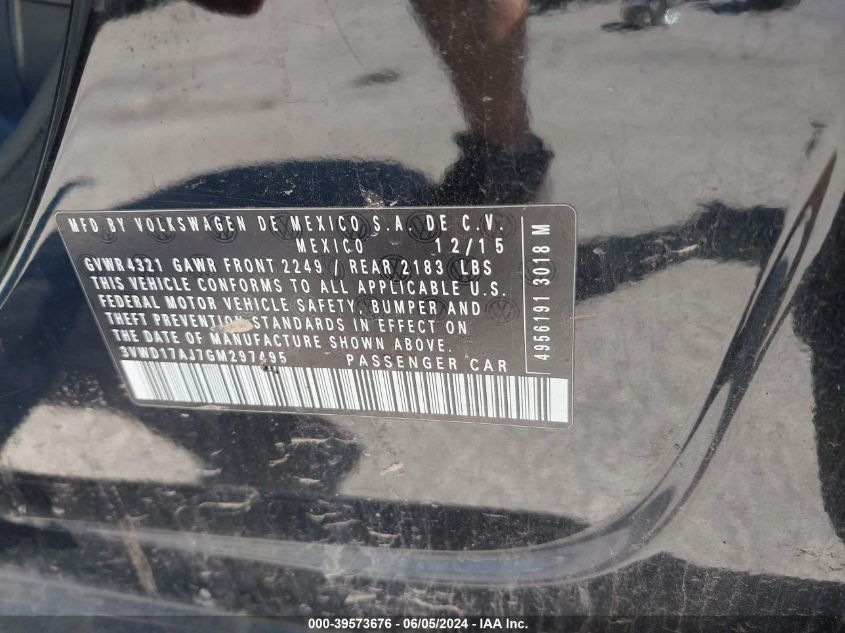 MFD BY VOLKSWAGEN DE MEXICO S.A. DE C.V.
MEXICO 12/15
GVWR4321 GAWR FRONT 2249 / REAR 2183 LBS
THIS VEHICLE CONFORMS TO ALL APPLICABLE U.S.
FEDERAL MOTOR VEHICLE SAFETY, BUMPER AND
THEFT PREVENTION STANDARDS IN EFFECT ON
THE DATE OF MANUFACTURE SHOWN ABOVE.
3VWD17AJ7GM297495 PASSENGER CAR
4956191 3018 M
000-39573676 - 06/05/2024 - IAA Inc.